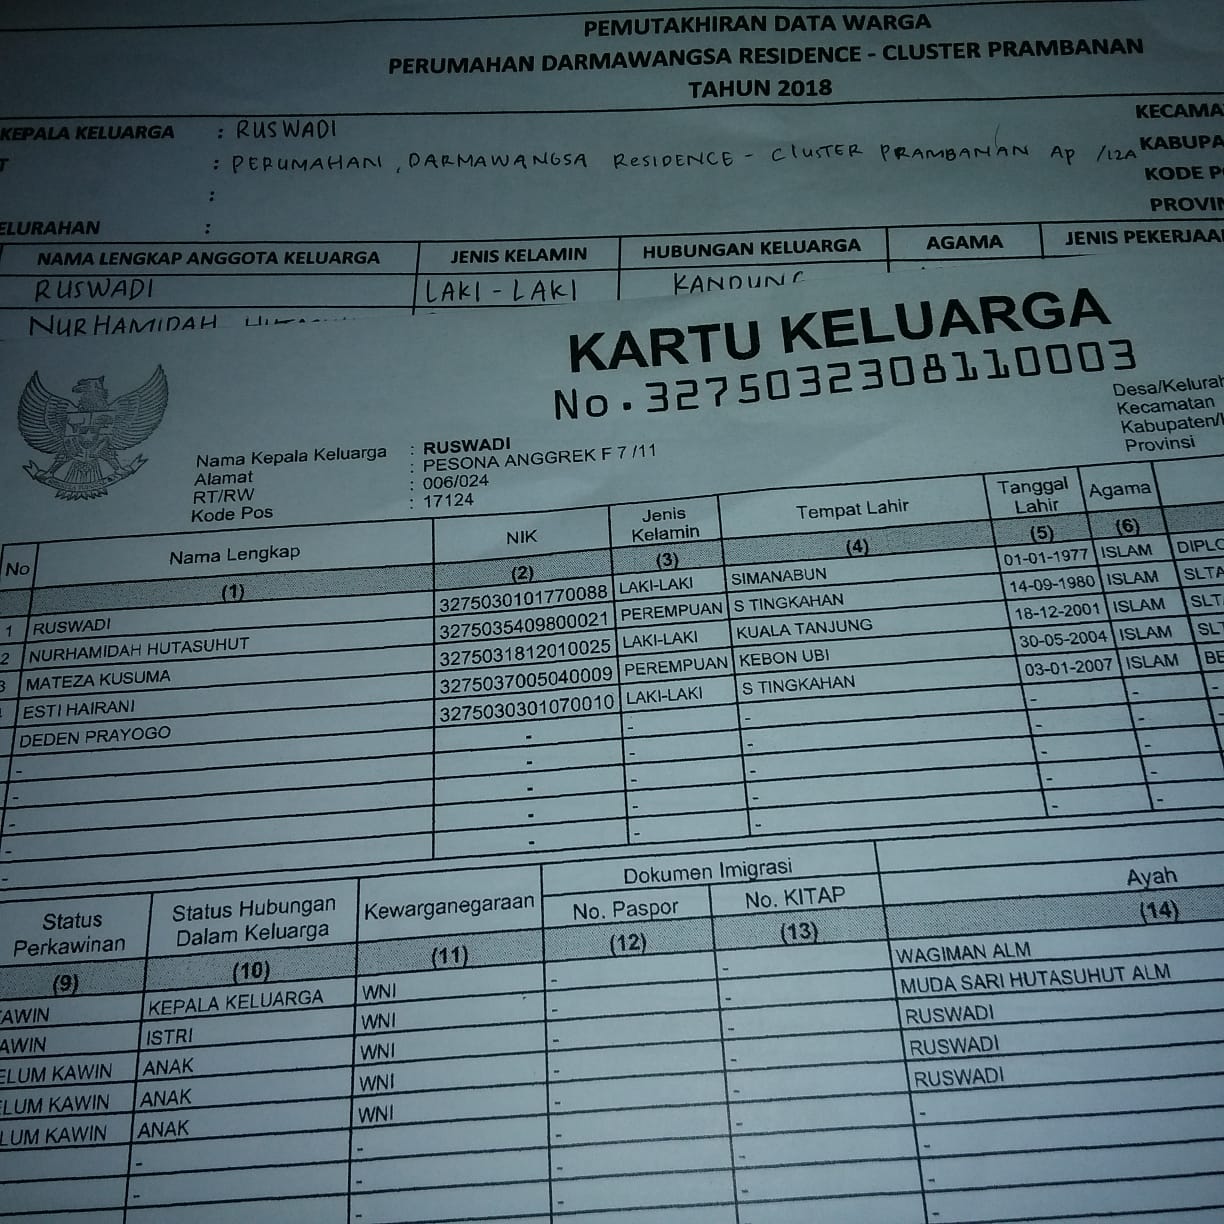 PEMUTAKHIRAN DATA WARGA
PERUMAHAN DARMAWANGSA RESIDENCE - CLUSTER PRAMBANAN
TAHUN 2018
KEPALA KELUARGA : RUSWADI KECAMA
T : PERUMAHAN, DARMAWANGSA RESIDENCE - CLUSTER PRAMBANAN AP /12A KABUPA
: KODE P
ELURAHAN : PROVIN
NAMA LENGKAP ANGGOTA KELUARGA JENIS KELAMIN HUBUNGAN KELUARGA AGAMA JENIS PEKERJAA
RUSWADI LAKI - LAKI KANDUNG
NURHAMIDAH
KARTU KELUARGA
No. 3275032308110003
Nama Kepala Keluarga : RUSWADI Desa/Kelurah
Alamat : PESONA ANGGREK F 7 /11 Kecamatan
RT/RW : 006/024 Kabupaten/
Kode Pos : 17124 Provinsi
No Nama Lengkap NIK Jenis Kelamin Tempat Lahir Tanggal Lahir Agama
(1) (2) (3) (4) (5) (6)
1 RUSWADI 3275030101770088 LAKI-LAKI SIMANABUN 01-01-1977 ISLAM DIPLO
2 NURHAMIDAH HUTASUHUT 3275035409800021 PEREMPUAN S TINGKAHAN 14-09-1980 ISLAM SLTA
3 MATEZA KUSUMA 3275031812010025 LAKI-LAKI KUALA TANJUNG 18-12-2001 ISLAM SLT
ESTI HAIRANI 3275037005040009 PEREMPUAN KEBON UBI 30-05-2004 ISLAM SLT
DEDEN PRAYOGO 3275030301070010 LAKI-LAKI S TINGKAHAN 03-01-2007 ISLAM BE
- - - - - -
- - - - - -
- - - - - -
- - - - - -
- - - - - -
Status Perkawinan Status Hubungan Dalam Keluarga Kewarganegaraan Dokumen Imigrasi Ayah
No. Paspor No. KITAP
(9) (10) (11) (12) (13) (14)
KAWIN KEPALA KELUARGA WNI - - WAGIMAN ALM
AWIN ISTRI WNI - - MUDA SARI HUTASUHUT ALM
ELUM KAWIN ANAK WNI - - RUSWADI
ELUM KAWIN ANAK WNI - - RUSWADI
LUM KAWIN ANAK WNI - - RUSWADI
- - - - -
- - - - -
- - - - -